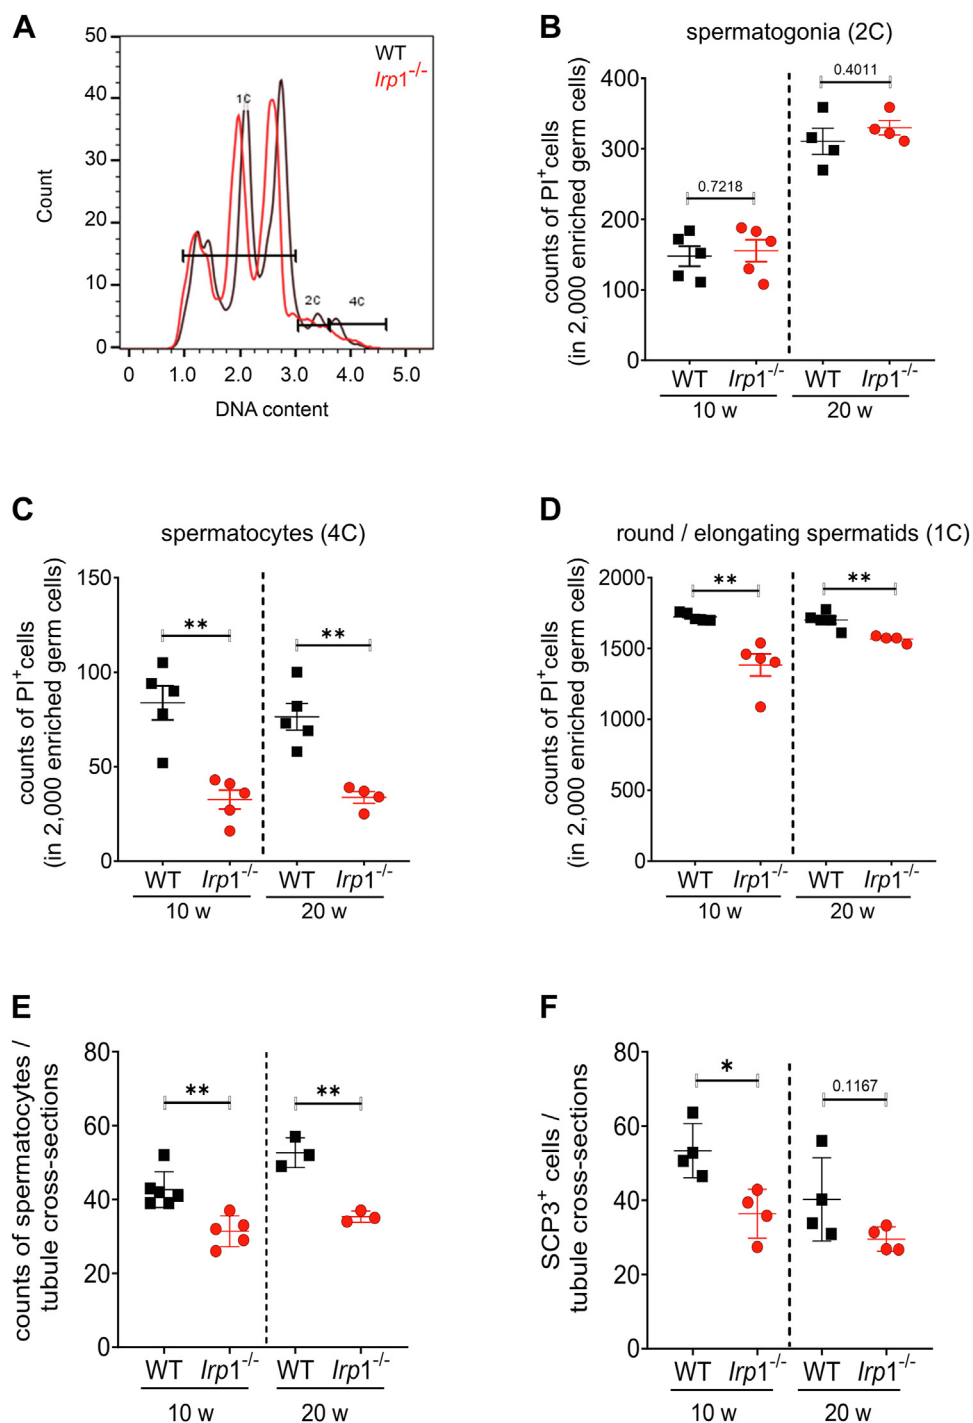 A
50
40
30
20
10
0
Count
WT
Irp1-/-
1C
2C
4C
0 1.0 2.0 3.0 4.0 5.0
DNA content
B
spermatogonia (2C)
counts of PI+cells
(in 2,000 enriched germ cells)
400
300
200
100
0
0.7218
0.4011
WT Irp1-/- WT Irp1-/-
10 w 20 w
C
spermatocytes (4C)
counts of PI+cells
(in 2,000 enriched germ cells)
150
100
50
0
** **
WT Irp1-/- WT Irp1-/-
10 w 20 w
D
round / elongating spermatids (1C)
counts of PI+cells
(in 2,000 enriched germ cells)
2000
1500
1000
500
0
** **
WT Irp1-/- WT Irp1-/-
10 w 20 w
E
counts of spermatocytes /
tubule cross-sections
80
60
40
20
0
** **
WT Irp1-/- WT Irp1-/-
10 w 20 w
F
SCP3+ cells /
tubule cross-sections
80
60
40
20
0
* 0.1167
WT Irp1-/- WT Irp1-/-
10 w 20 w